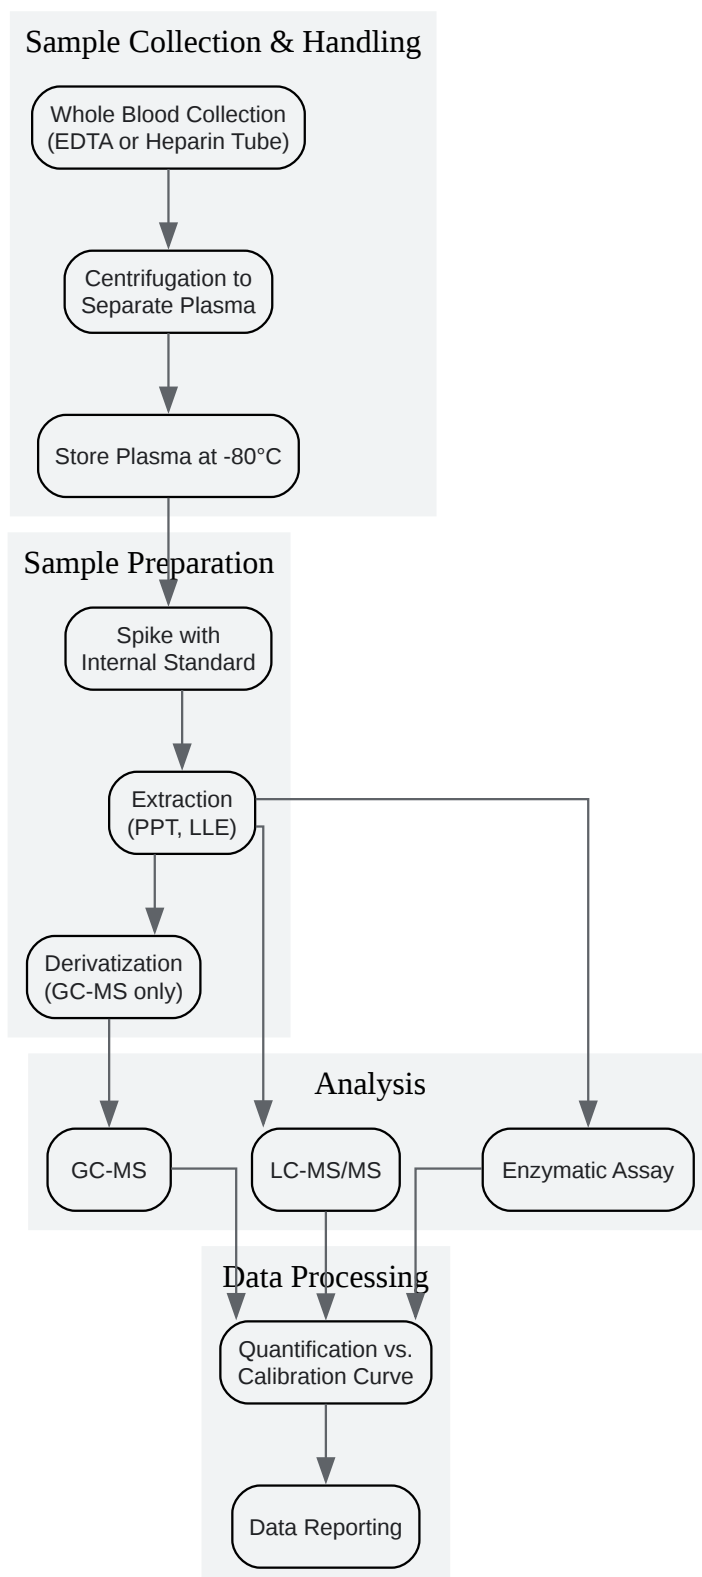 Sample Collection & Handling
Whole Blood Collection
(EDTA or Heparin Tube)
Centrifugation to
Separate Plasma
Store Plasma at -80°C
Sample Preparation
Spike with
Internal Standard
Extraction
(PPT, LLE)
Derivatization
(GC-MS only)
Analysis
GC-MS
LC-MS/MS
Enzymatic Assay
Data Processing
Quantification vs.
Calibration Curve
Data Reporting